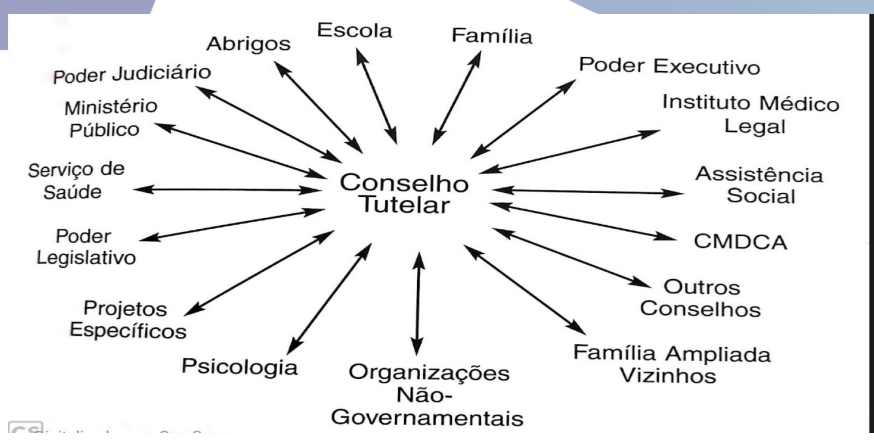 Escola
Família
Abrigos
Poder Judiciário
Poder Executivo
Ministério
Público
Instituto Médico
Legal
Conselho
Tutelar
Serviço de
Saúde
Assistência
Social
Poder
Legislativo
CMDCA
Projetos
Específicos
Outros
Conselhos
Psicologia
Organizações
Não-
Governamentais
Família Ampliada
Vizinhos
CS